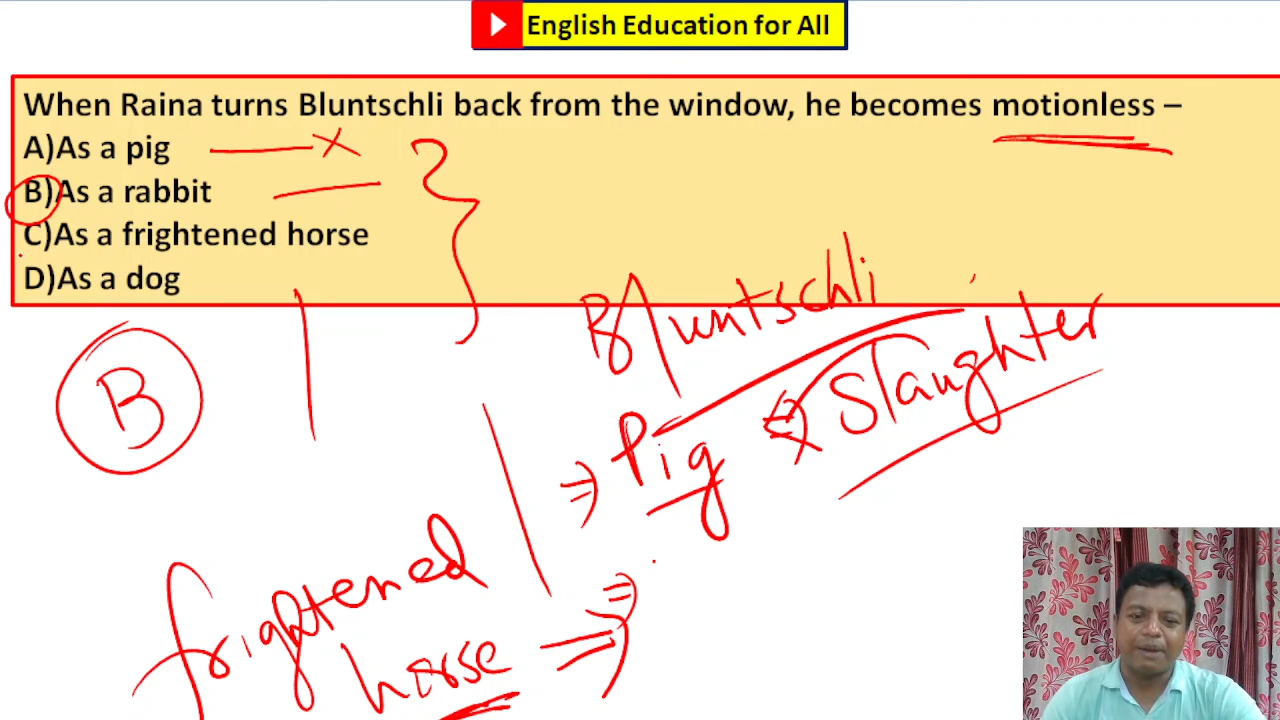 English Education for All
When Raina turns Bluntschli back from the window, he becomes motionless –
A)As a pig
B)As a rabbit
C)As a frightened horse
D)As a dog
Bluntschli
B
Pig Slaughter
frightened
horse